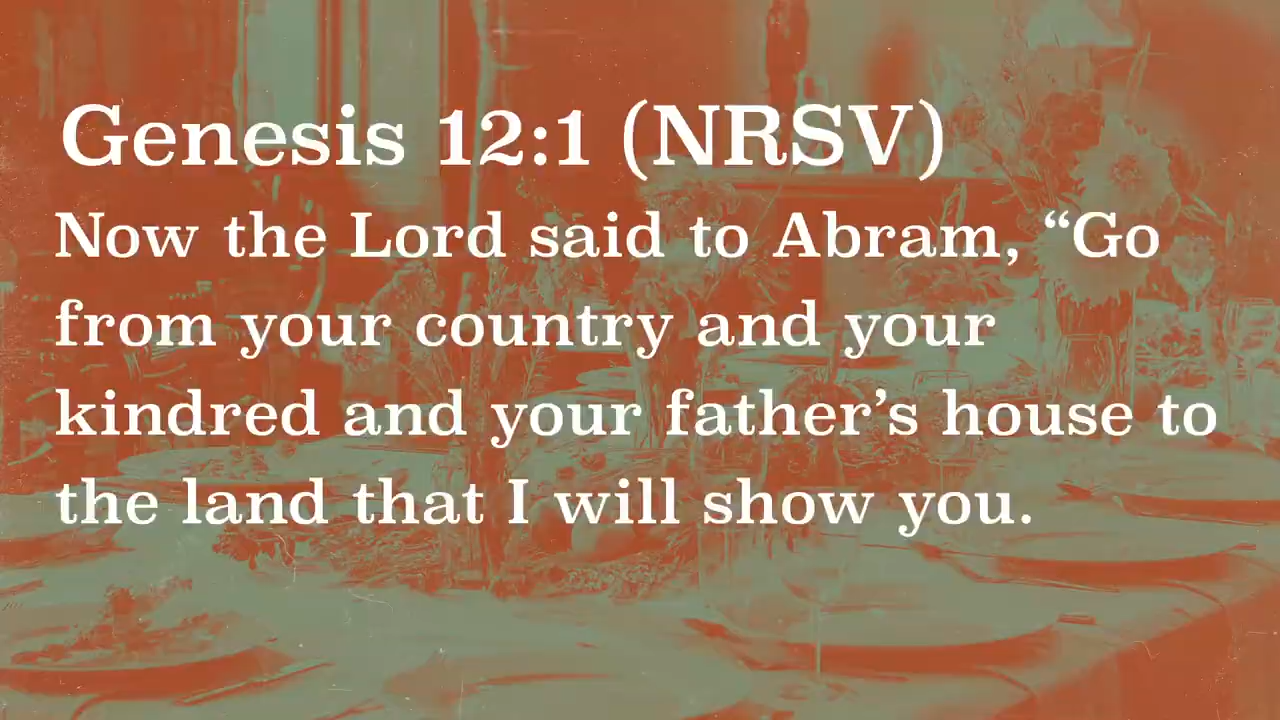 Genesis 12:1 (NRSV)
Now the Lord said to Abram, “Go
from your country and your
kindred and your father’s house to
the land that I will show you.